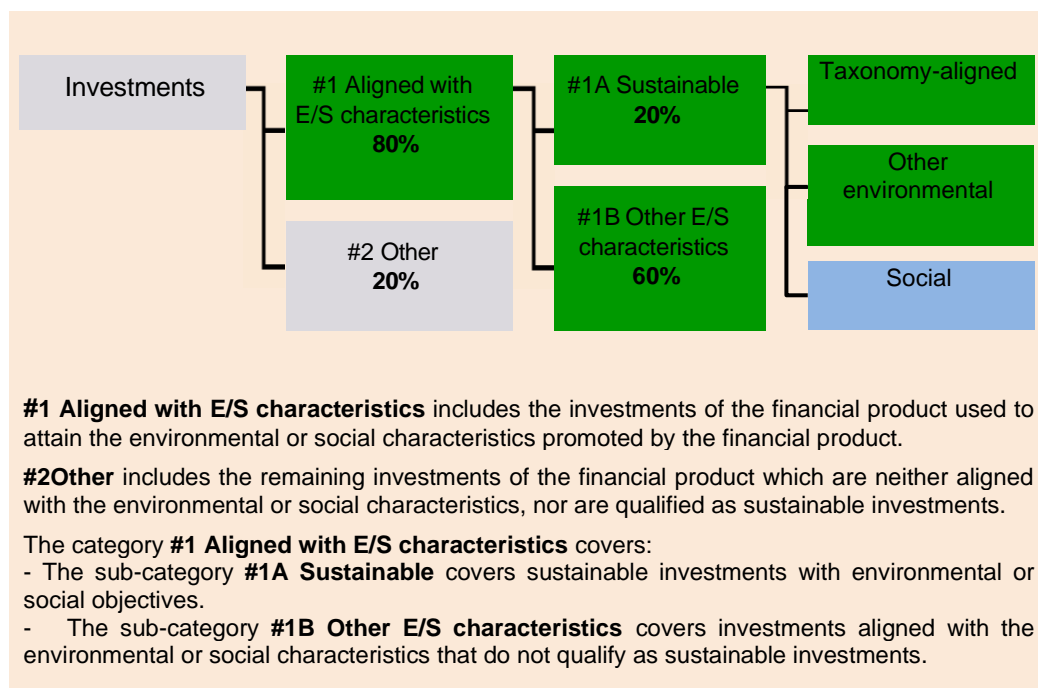 Investments
#1 Aligned with
E/S characteristics
80%
#2 Other
20%
#1A Sustainable
20%
#1B Other E/S
characteristics
60%
Taxonomy-aligned
Other
environmental
Social
#1 Aligned with E/S characteristics includes the investments of the financial product used to
attain the environmental or social characteristics promoted by the financial product.
#2Other includes the remaining investments of the financial product which are neither aligned
with the environmental or social characteristics, nor are qualified as sustainable investments.
The category #1 Aligned with E/S characteristics covers:
- The sub-category #1A Sustainable covers sustainable investments with environmental or
social objectives.
- The sub-category #1B Other E/S characteristics covers investments aligned with the
environmental or social characteristics that do not qualify as sustainable investments.